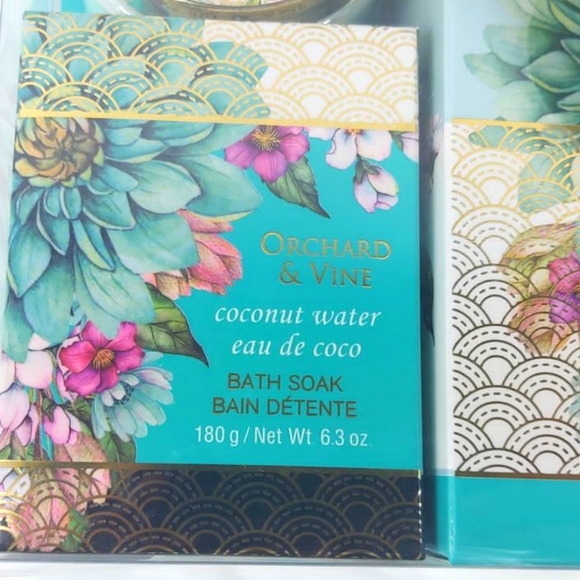 ORCHARD
& VINE
coconut water
eau de coco
BATH SOAK
BAIN DÉTENTE
180 g / Net Wt. 6.3 oz.